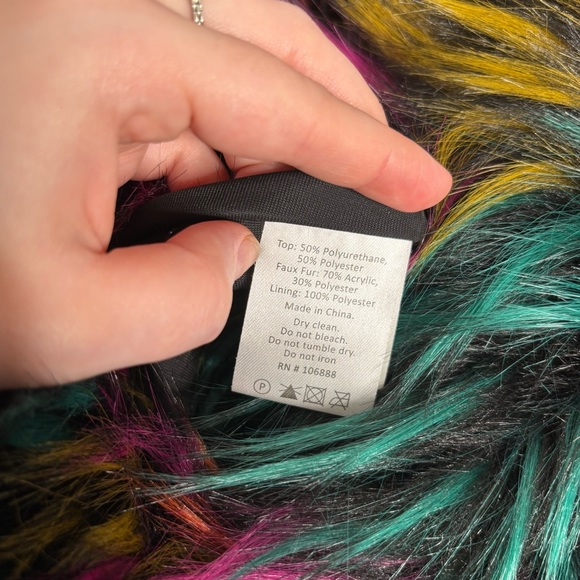 Top: 50% Polyurethane,
50% Polyester
Faux Fur: 70% Acrylic,
30% Polyester
Lining: 100% Polyester
Made in China.
Dry clean.
Do not bleach.
Do not tumble dry.
Do not iron
RN # 106888
P